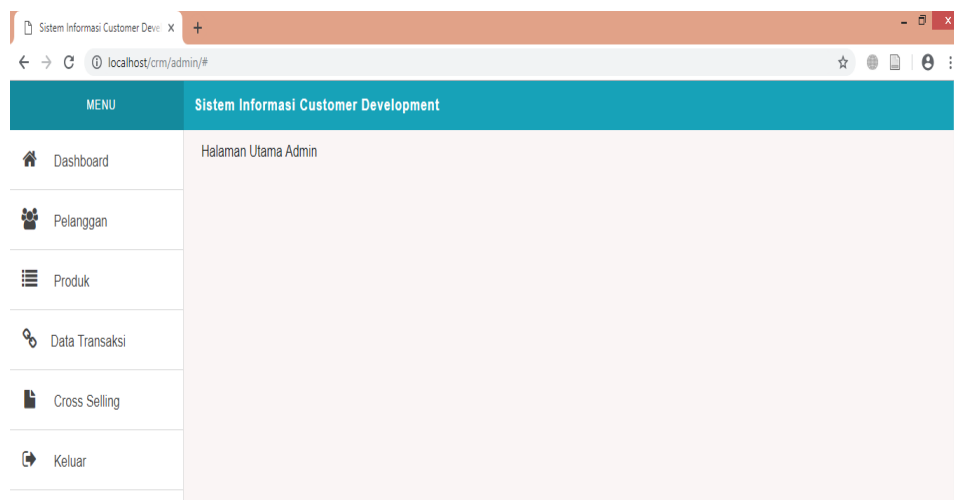 Sistem Informasi Customer Deve
localhost/crm/admin/#
MENU
Sistem Informasi Customer Development
Dashboard
Halaman Utama Admin
Pelanggan
Produk
Data Transaksi
Cross Selling
Keluar